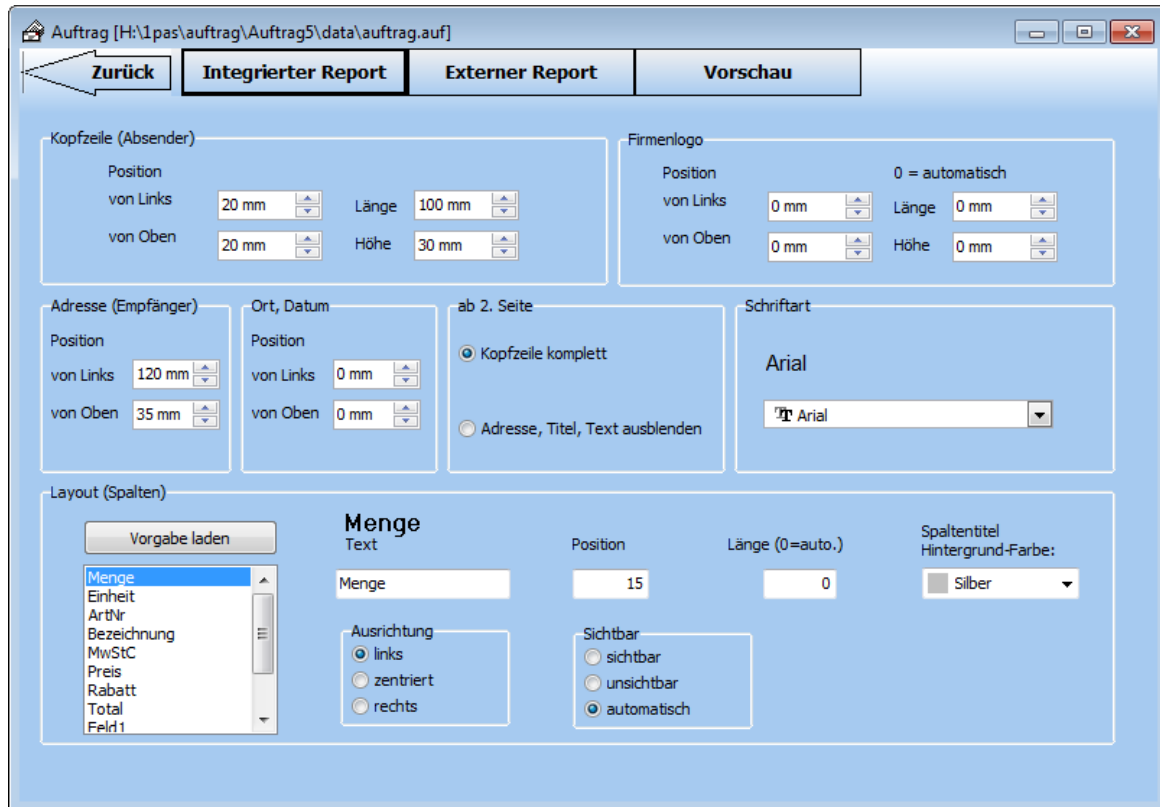 Auftrag [H:\1pas\auftrag\Auftrag5\data\auftrag.auf]
Zurück Integrierter Report Externer Report Vorschau
Kopfzeile (Absender)
Position
von Links 20 mm Länge 100 mm
von Oben 20 mm Höhe 30 mm
Firmenlogo
Position 0 = automatisch
von Links 0 mm Länge 0 mm
von Oben 0 mm Höhe 0 mm
Adresse (Empfänger)
Position
von Links 120 mm
von Oben 35 mm
Ort, Datum
Position
von Links 0 mm
von Oben 0 mm
ab 2. Seite
Kopfzeile komplett
Adresse, Titel, Text ausblenden
Schriftart
Arial
Arial
Layout (Spalten)
Vorgabe laden
Menge
Einheit
ArtNr
Bezeichnung
MwStC
Preis
Rabatt
Total
Feld1
Menge
Text Position Länge (0=auto.)
Menge 15 0
Spaltentitel
Hintergrund-Farbe:
Silber
Ausrichtung
links
zentriert
rechts
Sichtbar
sichtbar
unsichtbar
automatisch